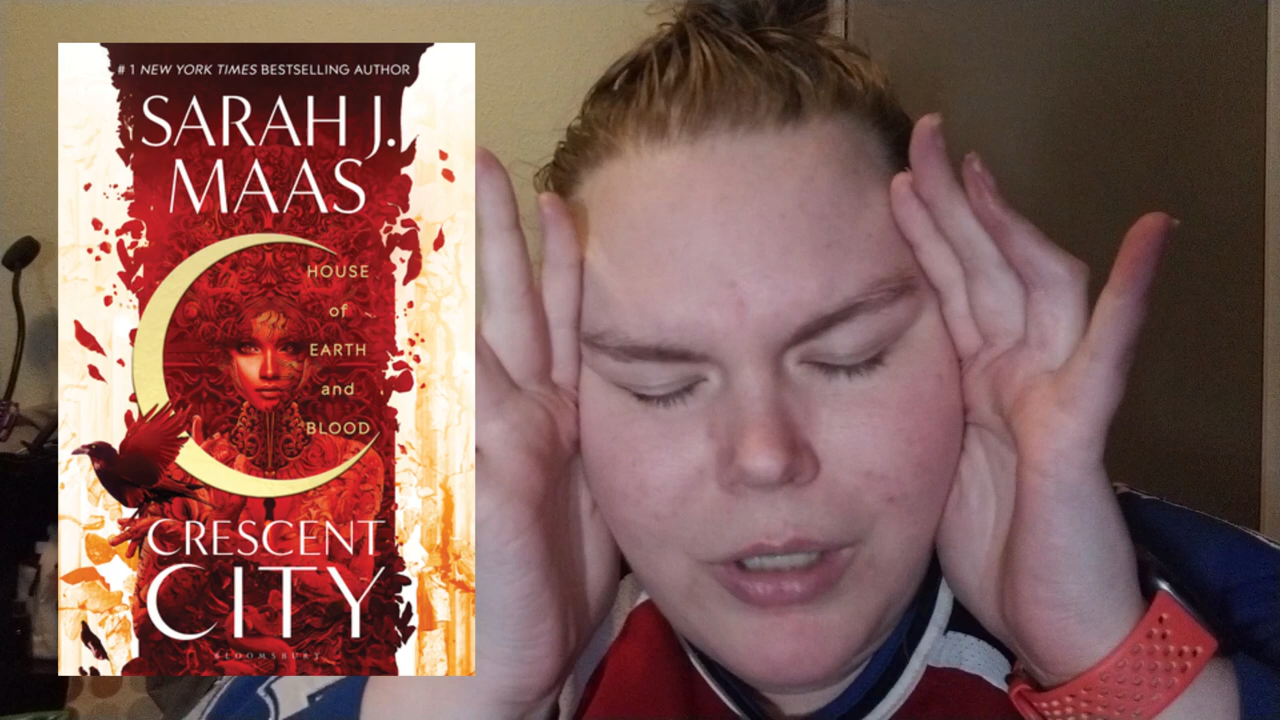 #1 NEW YORK TIMES BESTSELLING AUTHOR
SARAH J.
MAAS
HOUSE
of
EARTH
and
BLOOD
CRESCENT
CITY
BLOOMSBURY